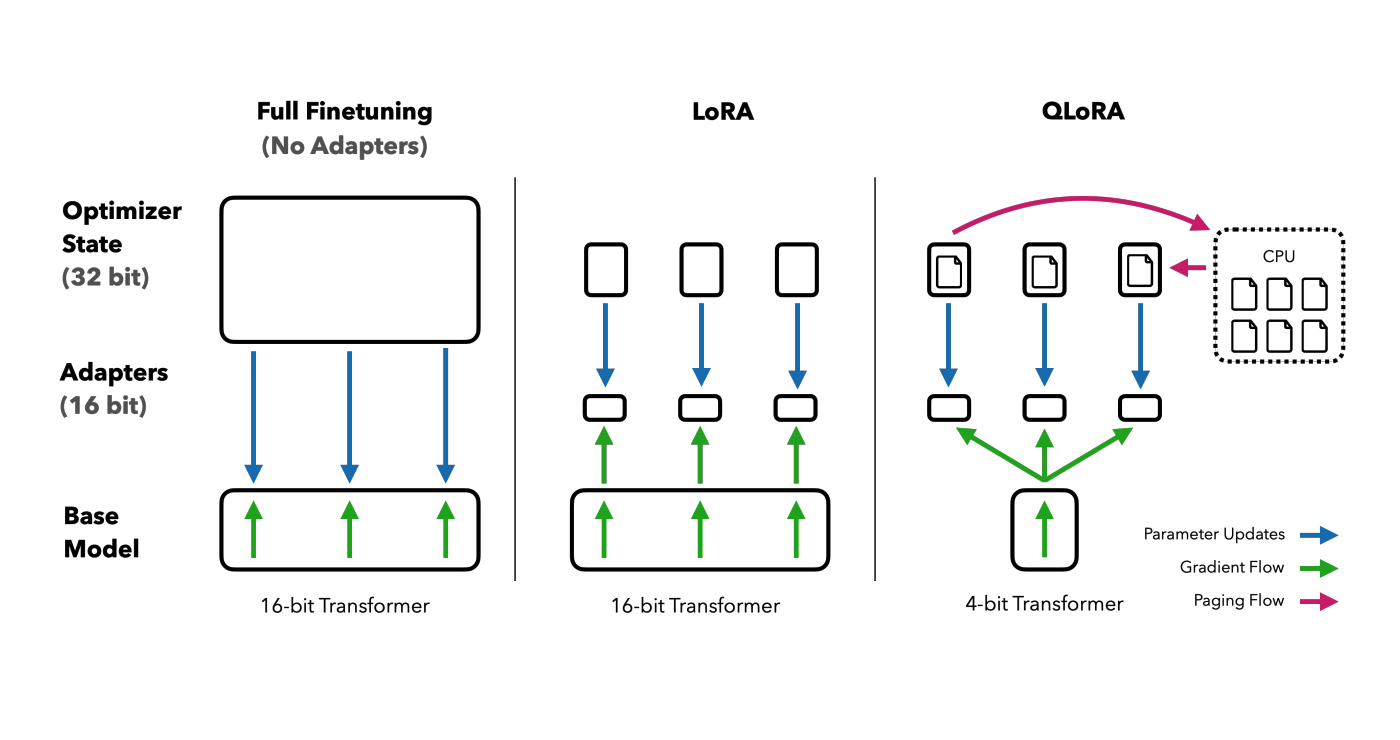 Full Finetuning
(No Adapters)
LoRA
QLoRA
Optimizer
State
(32 bit)
CPU
Adapters
(16 bit)
Base
Model
Parameter Updates
Gradient Flow
Paging Flow
16-bit Transformer
16-bit Transformer
4-bit Transformer